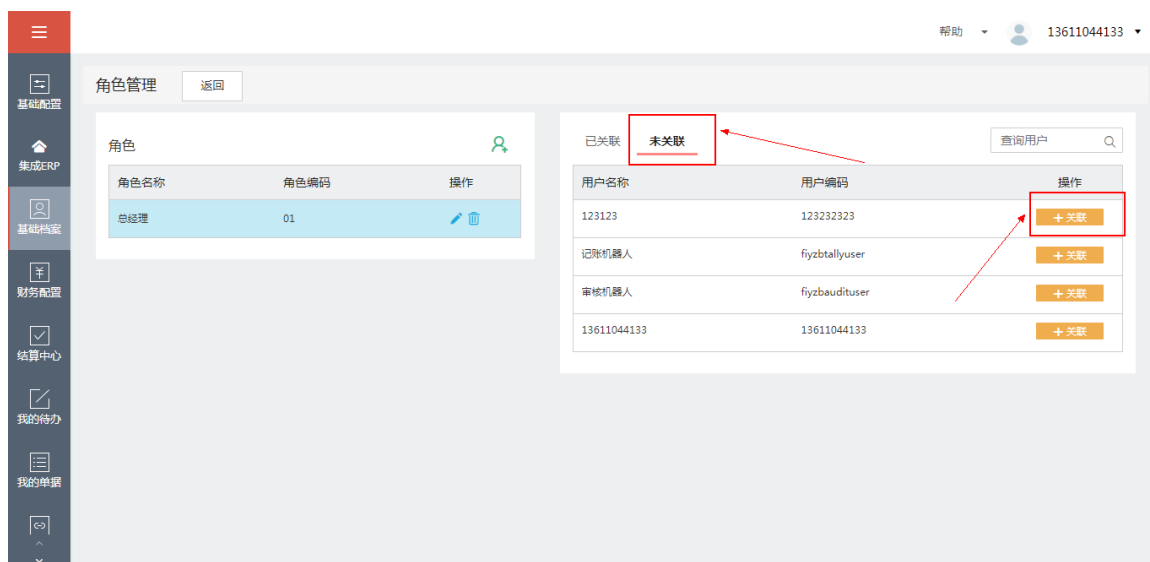 帮助 13611044133
基础配置
集成ERP
基础档案
财务配置
结算中心
我的待办
我的单据
角色管理 返回
角色
角色名称 角色编码 操作
总经理 01
已关联 未关联 查询用户
用户名称 用户编码 操作
123123 123232323 +关联
记账机器人 fiyzbtallyuser +关联
审核机器人 fiyzbaudituser +关联
13611044133 13611044133 +关联